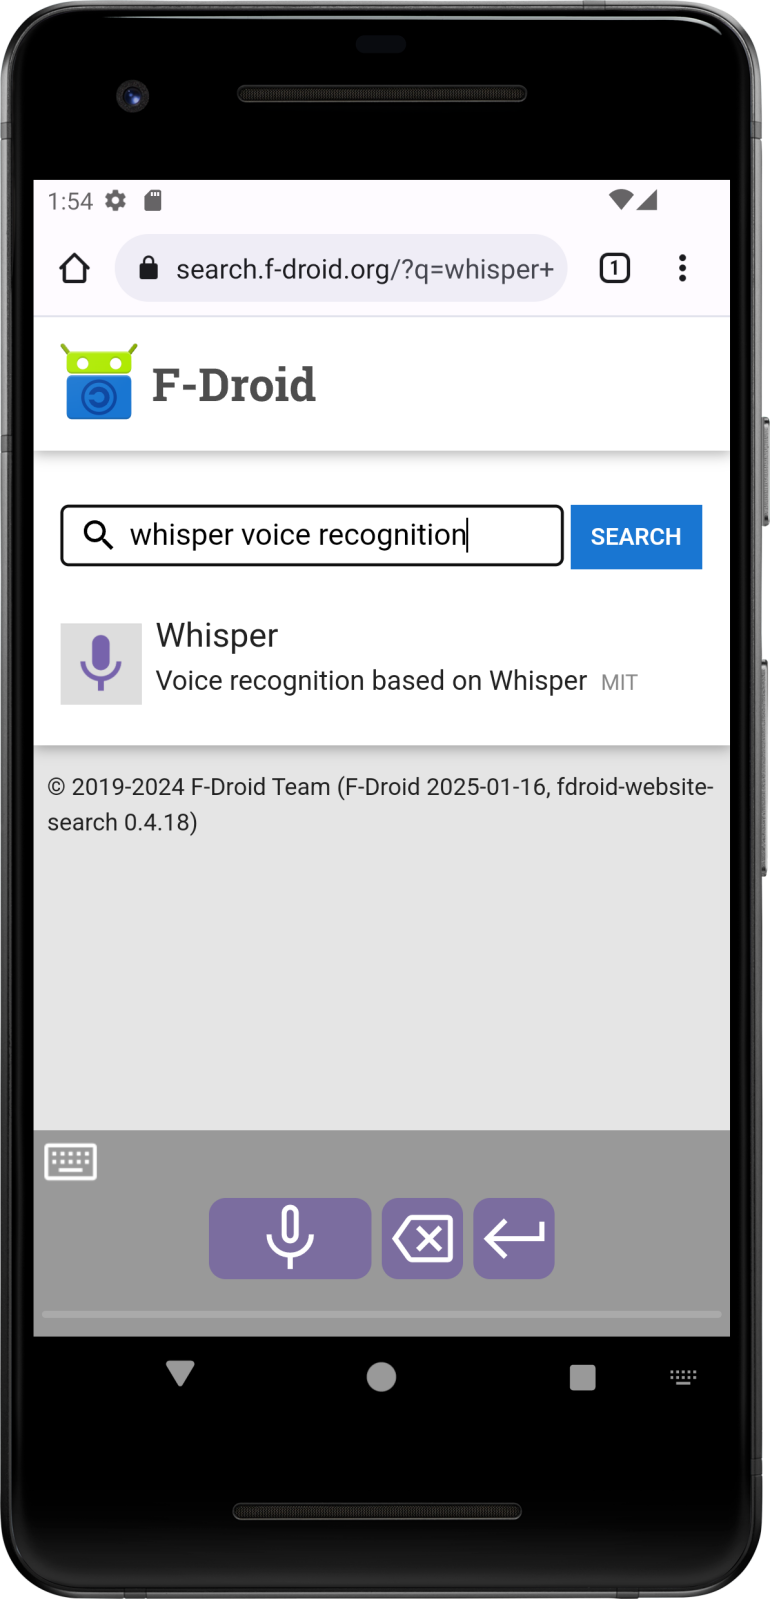 1:54
search.f-droid.org/?q=whisper+
1
F-Droid
whisper voice recognition
SEARCH
Whisper
Voice recognition based on Whisper MIT
© 2019-2024 F-Droid Team (F-Droid 2025-01-16, fdroid-website-
search 0.4.18)